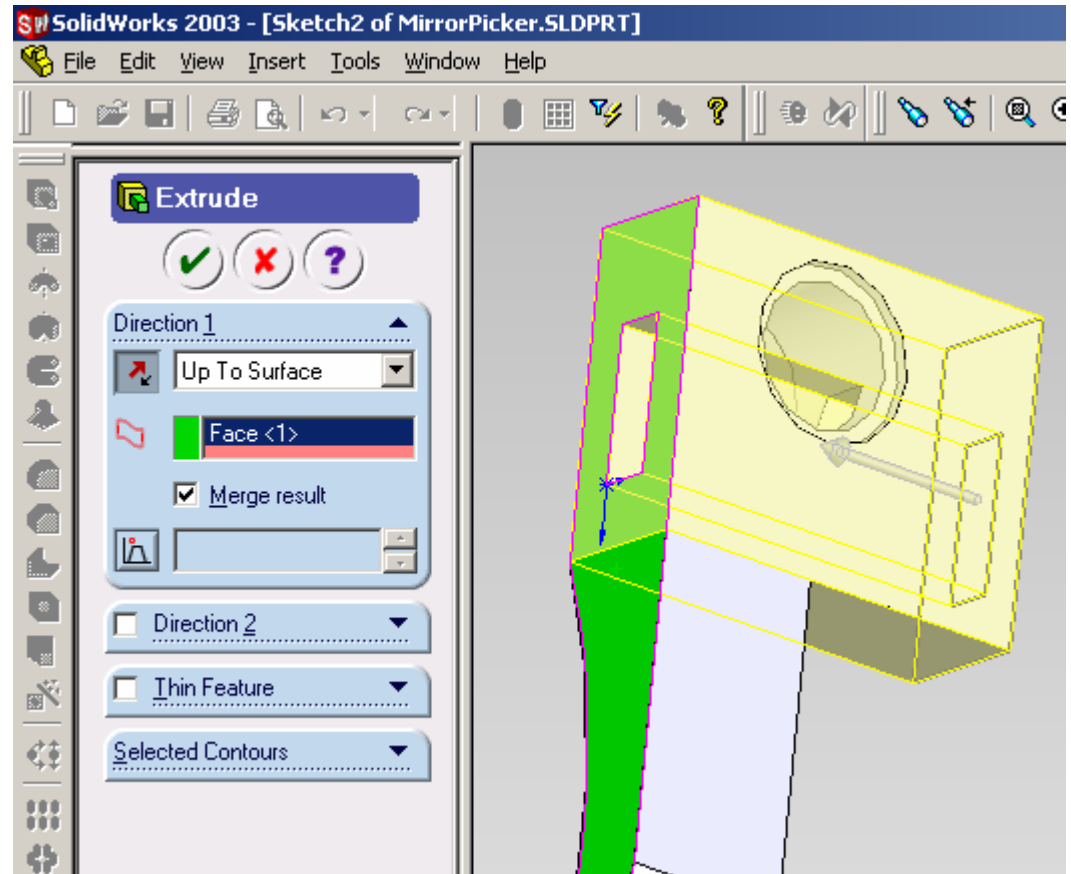 SolidWorks 2003 - [Sketch2 of MirrorPicker.SLDPRT]
File Edit View Insert Tools Window Help
Extrude
Direction 1
Up To Surface
Face <1>
Merge result
Direction 2
Thin Feature
Selected Contours